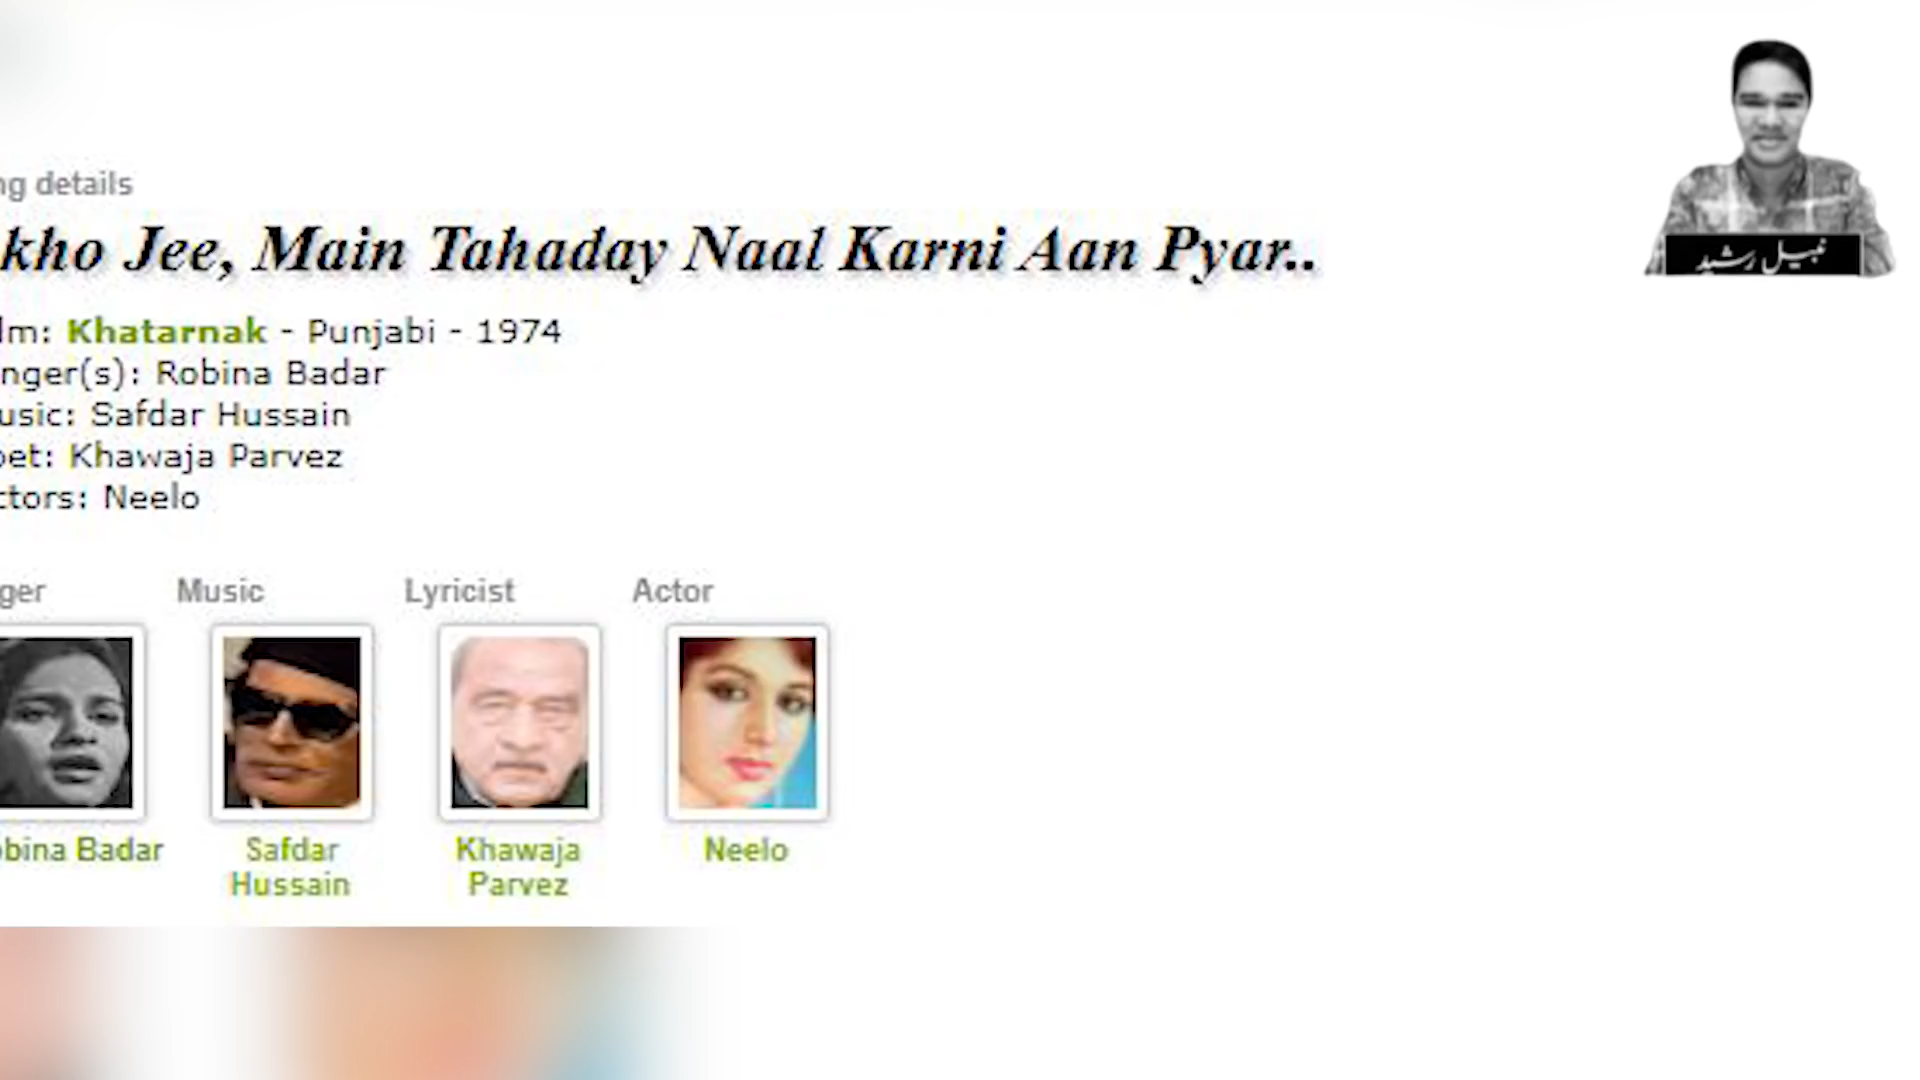 ng details
kho Jee, Main Tahaday Naal Karni Aan Pyar..
lm: Khatarnak - Punjabi - 1974
nger(s): Robina Badar
usic: Safdar Hussain
oet: Khawaja Parvez
ctors: Neelo
ger Music Lyricist Actor
obina Badar
Safdar Hussain
Khawaja Parvez
Neelo
نبیل رشید